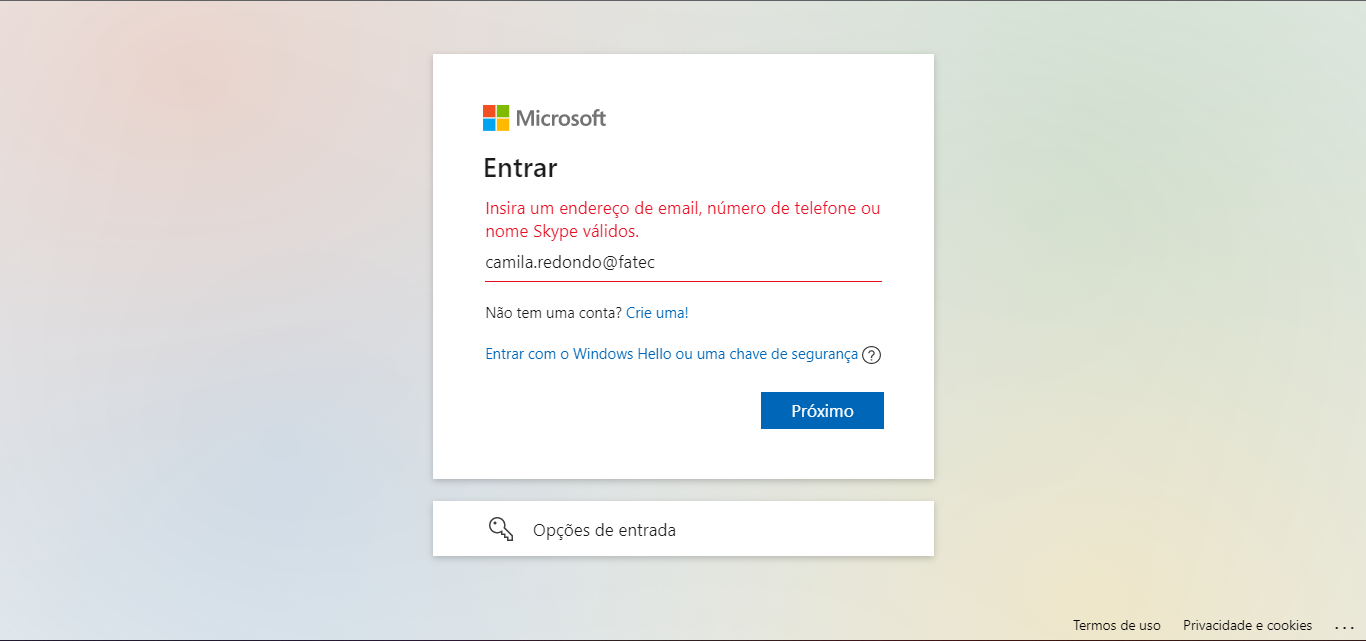 Microsoft
Entrar
Insira um endereço de email, número de telefone ou
nome Skype válidos.
camila.redondo@fatec
Não tem uma conta? Crie uma!
Entrar com o Windows Hello ou uma chave de segurança ?
Próximo
Opções de entrada
Termos de uso Privacidade e cookies ...